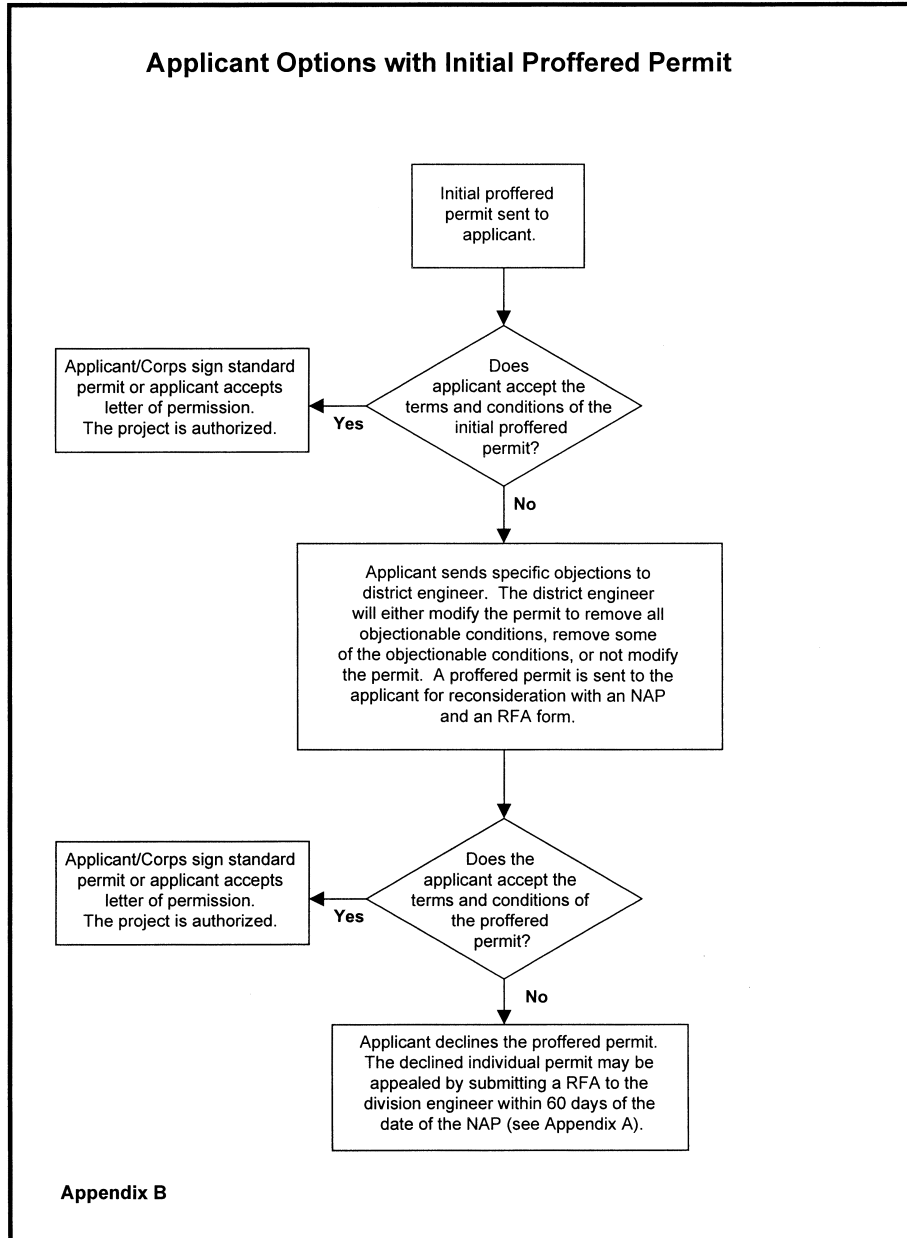 Applicant Options with Initial Proffered Permit
Initial proffered
permit sent to
applicant.
Does
applicant accept the
terms and conditions of the
initial proffered
permit?
Yes
Applicant/Corps sign standard
permit or applicant accepts
letter of permission.
The project is authorized.
No
Applicant sends specific objections to
district engineer. The district engineer
will either modify the permit to remove all
objectionable conditions, remove some
of the objectionable conditions, or not modify
the permit. A proffered permit is sent to the
applicant for reconsideration with an NAP
and an RFA form.
Does the
applicant accept the
terms and conditions of
the proffered
permit?
Yes
Applicant/Corps sign standard
permit or applicant accepts
letter of permission.
The project is authorized.
No
Applicant declines the proffered permit.
The declined individual permit may be
appealed by submitting a RFA to the
division engineer within 60 days of the
date of the NAP (see Appendix A).
Appendix B